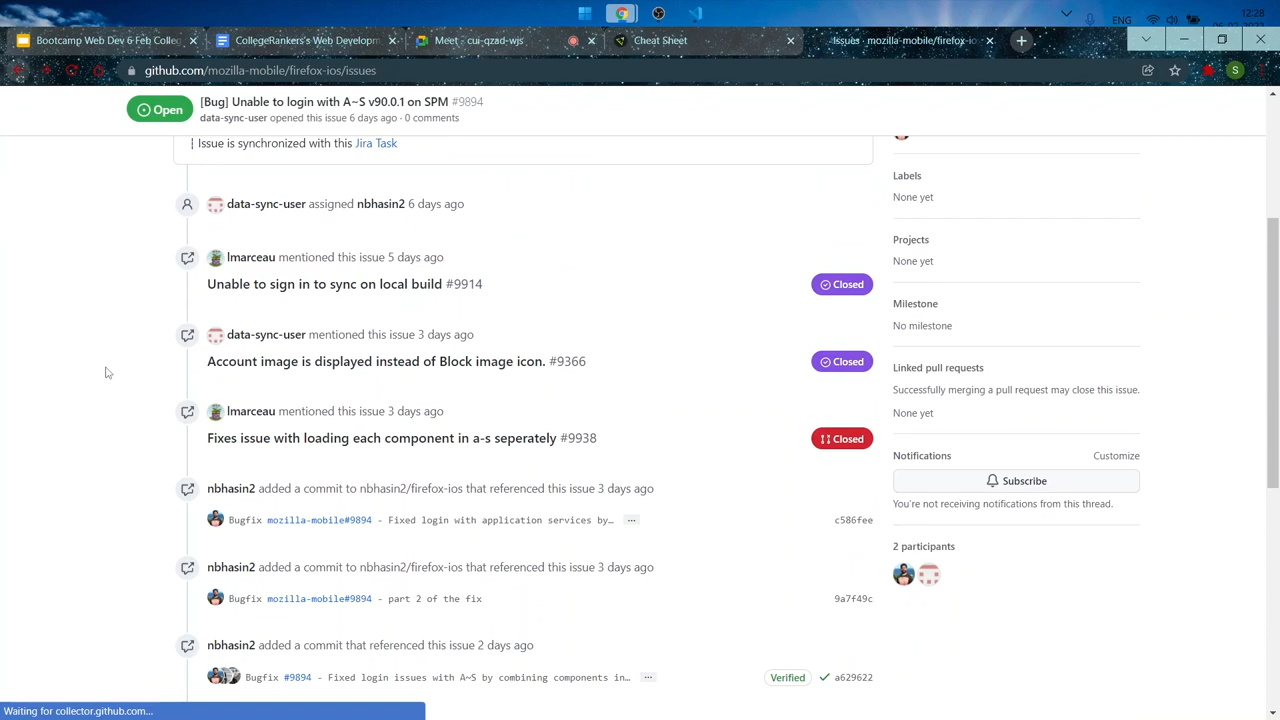 ENG
12:28
Bootcamp Web Dev 6-Feb Colleg
CollegeRankers's Web Developm
Meet - cui-qzad-wjs
Cheat Sheet
Issues · mozilla-mobile/firefox-io
github.com/mozilla-mobile/firefox-ios/issues
S
Open
[Bug] Unable to login with A~S v90.0.1 on SPM #9894
data-sync-user opened this issue 6 days ago · 0 comments
| Issue is synchronized with this Jira Task
data-sync-user assigned nbhasin2 6 days ago
lmarceau mentioned this issue 5 days ago
Unable to sign in to sync on local build #9914
Closed
data-sync-user mentioned this issue 3 days ago
Account image is displayed instead of Block image icon. #9366
Closed
lmarceau mentioned this issue 3 days ago
Fixes issue with loading each component in a-s seperately #9938
Closed
nbhasin2 added a commit to nbhasin2/firefox-ios that referenced this issue 3 days ago
Bugfix mozilla-mobile#9894 - Fixed login with application services by… ...
c586fee
nbhasin2 added a commit to nbhasin2/firefox-ios that referenced this issue 3 days ago
Bugfix mozilla-mobile#9894 - part 2 of the fix
9a7f49c
nbhasin2 added a commit that referenced this issue 2 days ago
Bugfix #9894 - Fixed login issues with A~S by combining components in… ...
Verified
a629622
Labels
None yet
Projects
None yet
Milestone
No milestone
Linked pull requests
Successfully merging a pull request may close this issue.
None yet
Notifications
Customize
Subscribe
You're not receiving notifications from this thread.
2 participants
Waiting for collector.github.com...